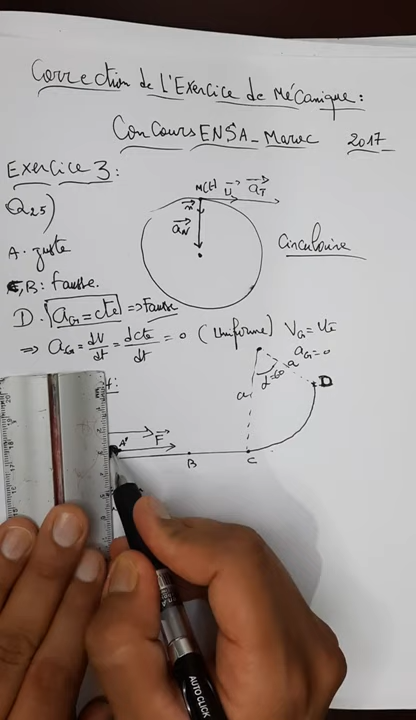 Correction de L'Exercice de Mécanique:
Concours ENSA_Maroc 2017
Exercice 3:
Q25)
M(t) u⃗ a⃗T
n⃗
a⃗N
Circulaire
A. juste
B: Fausse.
D. aG = cte => Fausse
=> aG = dV/dt = dcte/dt = 0 (Uniforme) VG =
a aG=0
α=60
a
D
F⃗
A
B C
AUTO CLICK